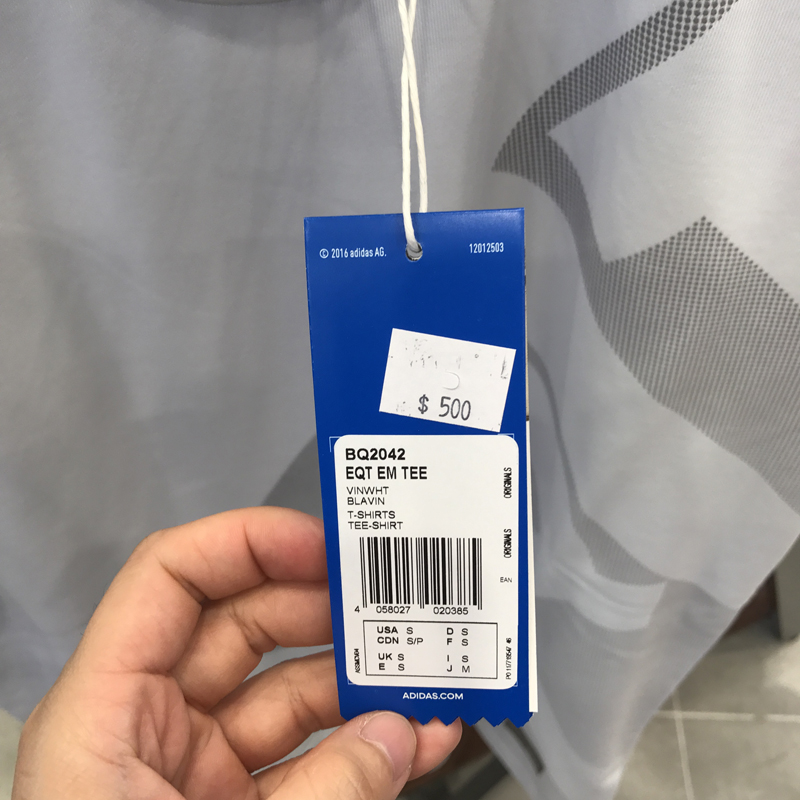 © 2016 adidas AG.
12012503
$ 500
BQ2042
EQT EM TEE
VINWHT
BLAVIN
T-SHIRTS
TEE-SHIRT
ORIGINALS
ORIGINALS
EAN
4 058027 020385
USA S D S
CDN S/P F S
UK S I S
E S J M
ADIDAS.COM